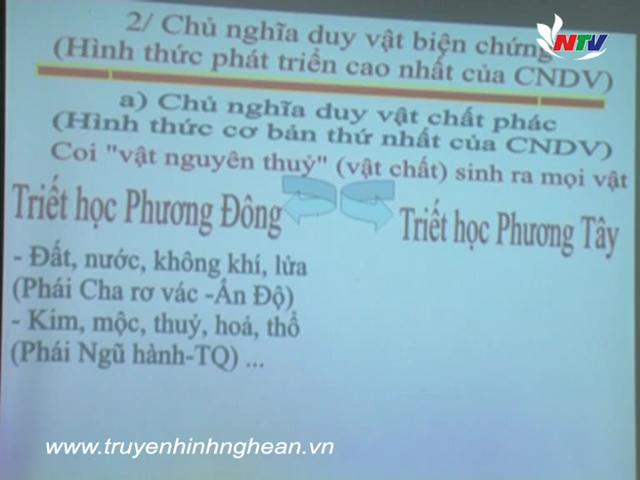 2/ Chủ nghĩa duy vật biện chứng
(Hình thức phát triển cao nhất của CNDV)
NTV
a) Chủ nghĩa duy vật chất phác
(Hình thức cơ bản thứ nhất của CNDV)
Coi "vật nguyên thuỷ" (vật chất) sinh ra mọi vật
Triết học Phương Đông
Triết học Phương Tây
- Đất, nước, không khí, lửa
(Phái Cha rơ vác -Ấn Độ)
- Kim, mộc, thuỷ, hoả, thổ
(Phái Ngũ hành-TQ) ...
www.truyenhinhnghean.vn